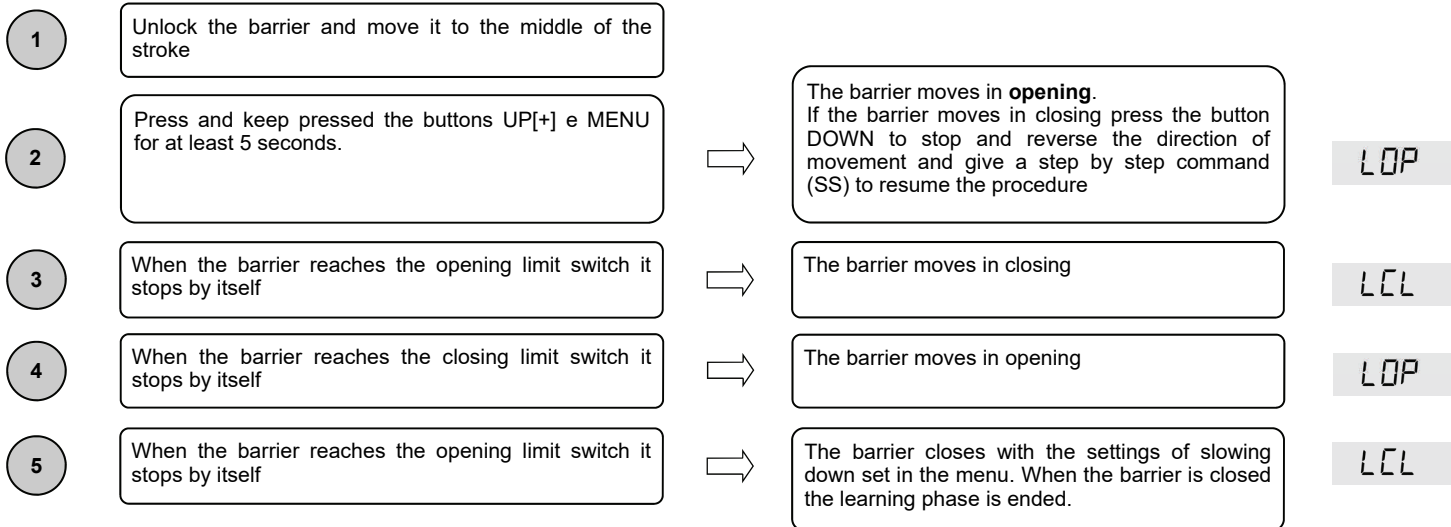 1
Unlock the barrier and move it to the middle of the
stroke
2
Press and keep pressed the buttons UP[+] e MENU
for at least 5 seconds.
The barrier moves in opening.
If the barrier moves in closing press the button
DOWN to stop and reverse the direction of
movement and give a step by step command
(SS) to resume the procedure
LOP
3
When the barrier reaches the opening limit switch it
stops by itself
The barrier moves in closing
LCL
4
When the barrier reaches the closing limit switch it
stops by itself
The barrier moves in opening
LOP
5
When the barrier reaches the opening limit switch it
stops by itself
The barrier closes with the settings of slowing
down set in the menu. When the barrier is closed
the learning phase is ended.
LCL